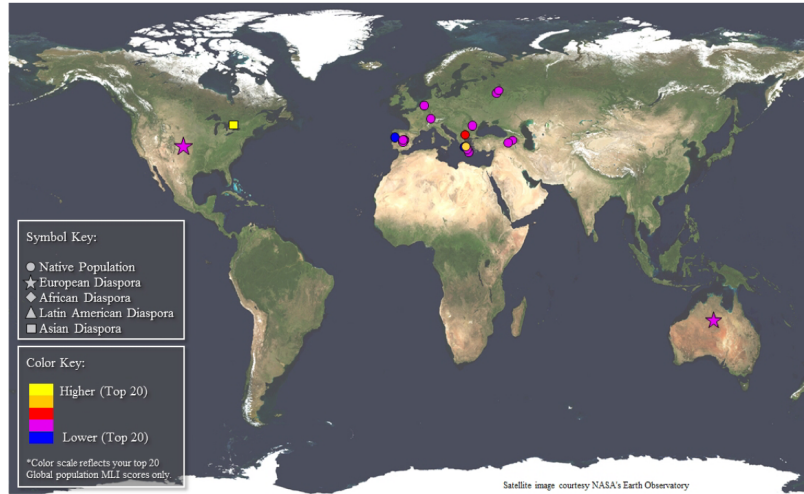 Symbol Key:
Native Population
European Diaspora
African Diaspora
Latin American Diaspora
Asian Diaspora
Color Key:
Higher (Top 20)
Lower (Top 20)
*Color scale reflects your top 20
Global population MLI scores only.
Satellite image courtesy NASA's Earth Observatory